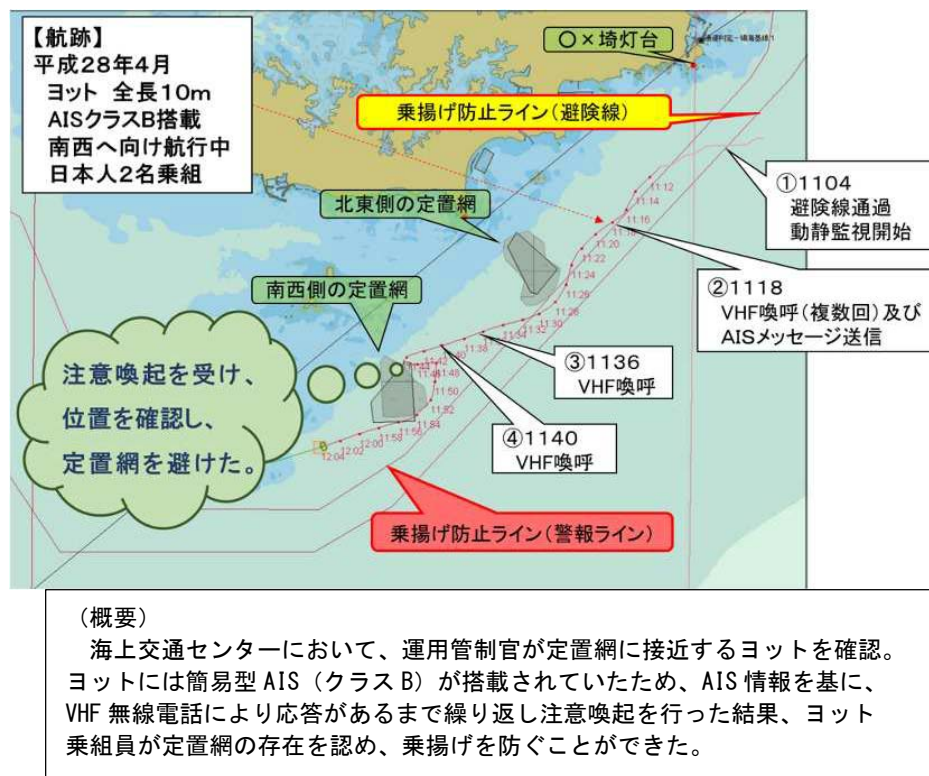 【航跡】
平成28年4月
ヨット 全長10m
AISクラスB搭載
南西へ向け航行中
日本人2名乗組
〇×埼灯台
乗揚げ防止ライン(避険線)
①1104
避険線通過
動静監視開始
北東側の定置網
11:12
11:14
11:16
11:18
11:20
11:22
11:24
11:26
11:28
11:30
11:32
11:34
11:38
11:40
11:42
11:44
11:48
11:50
11:52
11:54
11:56
11:58
12:00
12:02
12:04
②1118
VHF喚呼(複数回)及び
AISメッセージ送信
南西側の定置網
③1136
VHF喚呼
④1140
VHF喚呼
注意喚起を受け、
位置を確認し、
定置網を避けた。
乗揚げ防止ライン(警報ライン)
(概要)
海上交通センターにおいて、運用管制官が定置網に接近するヨットを確認。
ヨットには簡易型 AIS(クラス B)が搭載されていたため、AIS 情報を基に、
VHF 無線電話により応答があるまで繰り返し注意喚起を行った結果、ヨット
乗組員が定置網の存在を認め、乗揚げを防ぐことができた。